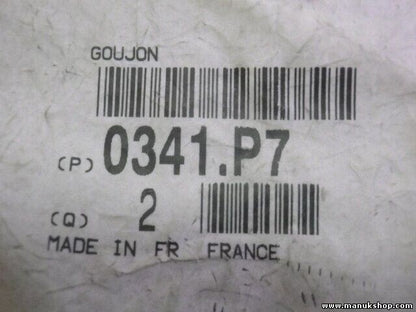 GOUJON
(P) 0341.P7
(Q) 2
MADE IN FR FRANCE
www.manukshop.com